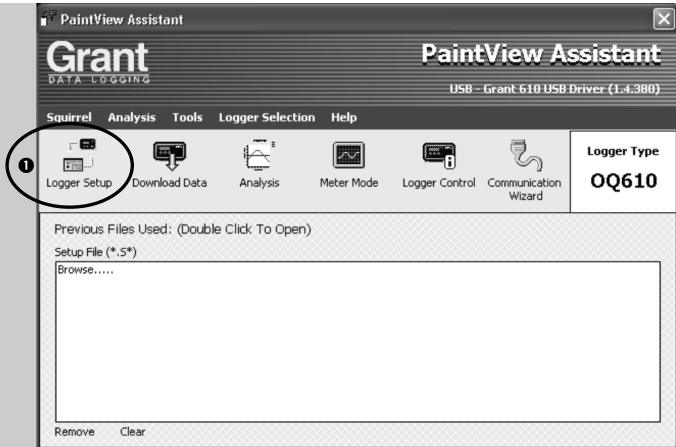 PaintView Assistant
Grant
DATA LOGGING
PaintView Assistant
USB - Grant 610 USB Driver (1.4.380)
Squirrel Analysis Tools Logger Selection Help
1
Logger Setup
Download Data
Analysis
Meter Mode
Logger Control
Communication
Wizard
Logger Type
OQ610
Previous Files Used: (Double Click To Open)
Setup File (*.S*)
Browse.....
Remove Clear